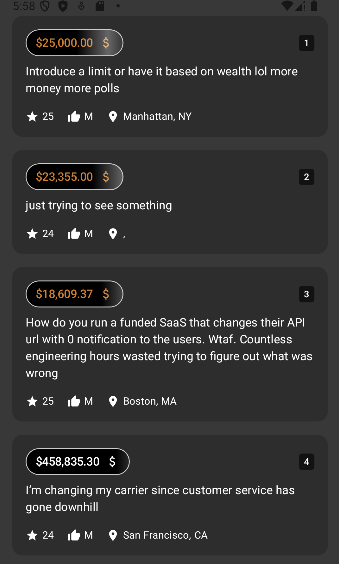 5:58
$25,000.00 $
1
Introduce a limit or have it based on wealth lol more
money more polls
25 M Manhattan, NY
$23,355.00 $
2
just trying to see something
24 M ,
$18,609.37 $
3
How do you run a funded SaaS that changes their API
url with 0 notification to the users. Wtaf. Countless
engineering hours wasted trying to figure out what was
wrong
25 M Boston, MA
$458,835.30 $
4
I'm changing my carrier since customer service has
gone downhill
24 M San Francisco, CA